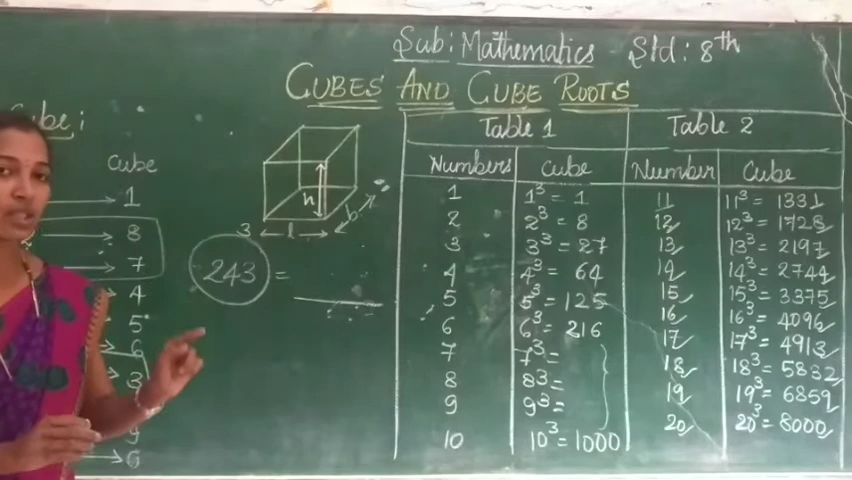 Sub: Mathematics - Std: 8th
CUBES AND CUBE ROOTS
Cube:
Cube
1
8
7
4
5
6
3
9
0
h
l
b
243³ =
Table 1 Table 2
Numbers Cube Number Cube
1 1³ = 1 11 11³ = 1331
2 2³ = 8 12 12³ = 1728
3 3³ = 27 13 13³ = 2197
4 4³ = 64 14 14³ = 2744
5 5³ = 125 15 15³ = 3375
6 6³ = 216 16 16³ = 4096
7 7³ = 17 17³ = 4913
8 8³ = 18 18³ = 5832
9 9³ = 19 19³ = 6859
10 10³ = 1000 20 20³ = 8000